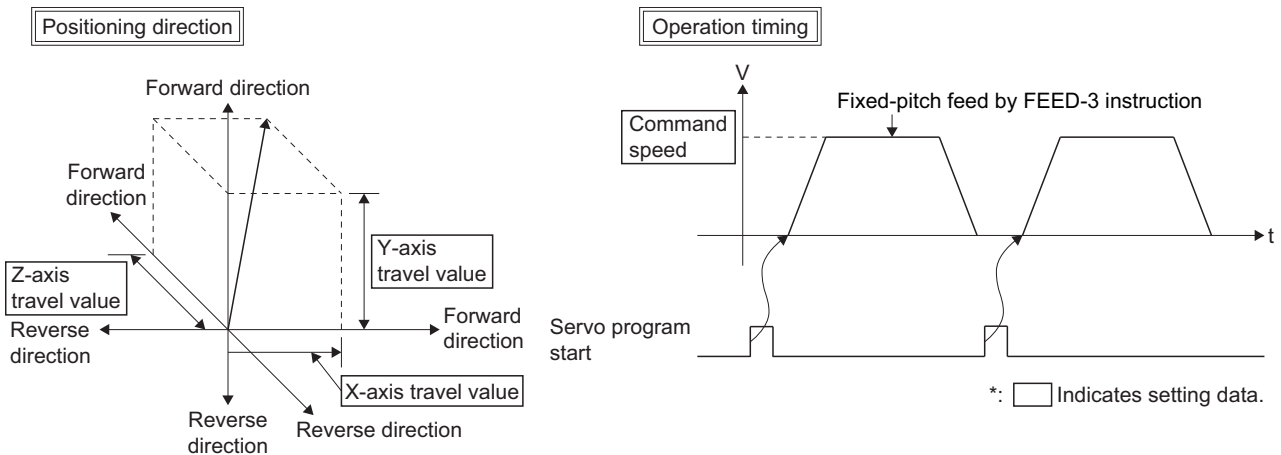 Positioning direction
Forward direction
Forward
direction
Z-axis
travel value
Reverse
direction
Y-axis
travel value
Forward
direction
X-axis travel value
Reverse
direction
Reverse direction
Operation timing
V
Fixed-pitch feed by FEED-3 instruction
Command
speed
t
Servo program
start
*: Indicates setting data.